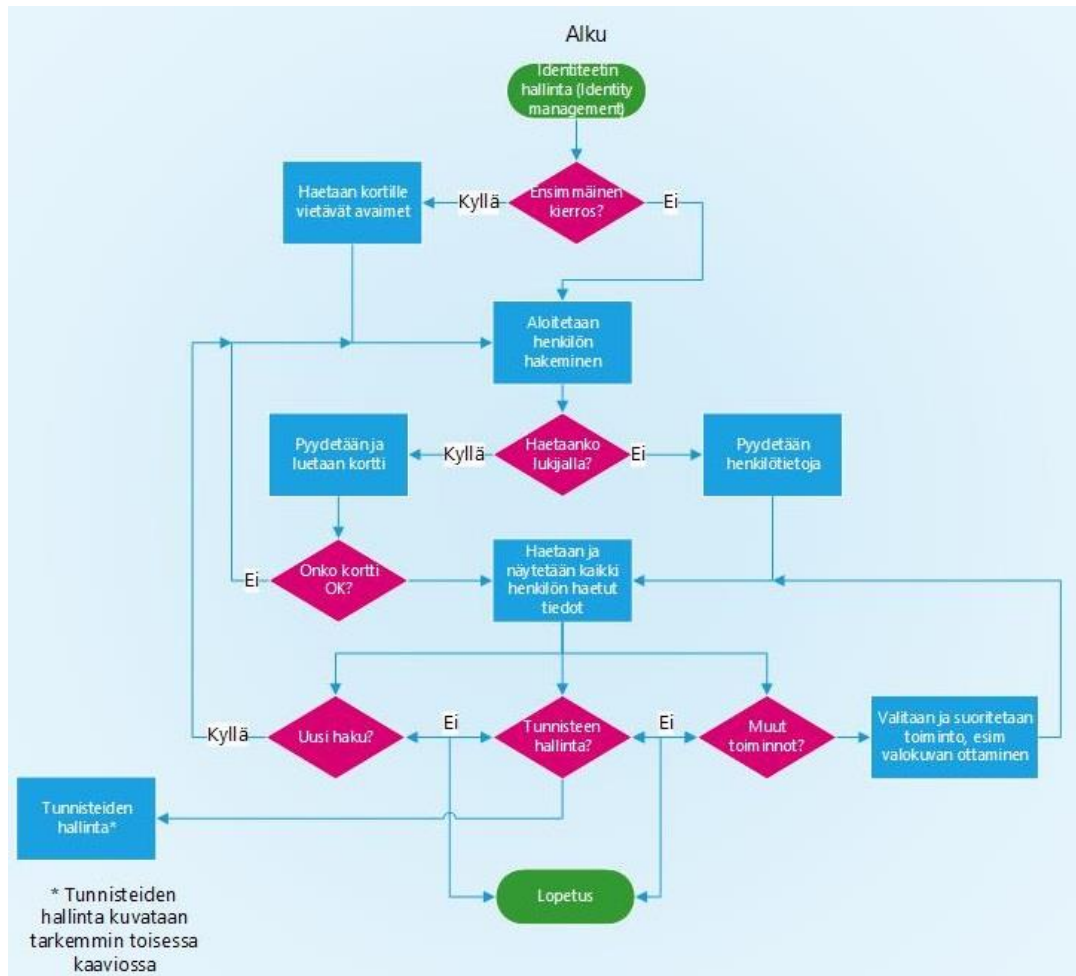 Alku
Identiteetin
hallinta (Identity
management)
Ensimmäinen
kierros?
Kyllä
Ei
Haetaan kortille
vietävät avaimet
Aloitetaan
henkilön
hakeminen
Haetaanko
lukijalla?
Kyllä
Ei
Pyydetään ja
luetaan kortti
Pyydetään
henkilötietoja
Onko kortti
OK?
Ei
Haetaan ja
näytetään kaikki
henkilön haetut
tiedot
Kyllä
Uusi haku?
Ei
Tunnisteen
hallinta?
Ei
Muut
toiminnot?
Valitaan ja suoritetaan
toiminto, esim
valokuvan ottaminen
Tunnisteiden
hallinta*
Lopetus
* Tunnisteiden
hallinta kuvataan
tarkemmin toisessa
kaaviossa